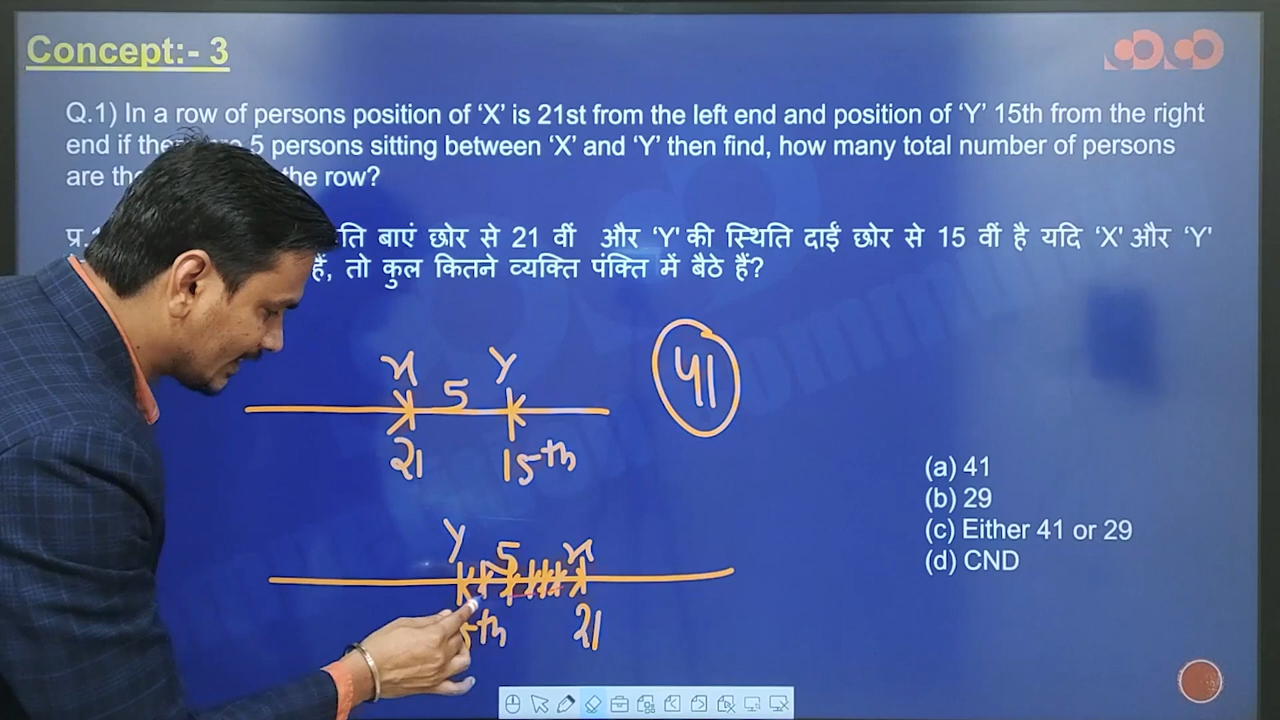 Concept:- 3
Q.1) In a row of persons position of ‘X’ is 21st from the left end and position of ‘Y’ 15th from the right
end if 5 persons sitting between ‘X’ and ‘Y’ then find, how many total number of persons
are the row?
बाएं छोर से 21 वीं और ‘Y' की स्थिति दाईं छोर से 15 वीं है यदि ‘X' और ‘Y'
हैं, तो कुल कितने व्यक्ति पंक्ति में बैठे हैं?
x 5 Y
21 15th
41
(a) 41
(b) 29
(c) Either 41 or 29
(d) CND
Y 5 x
21